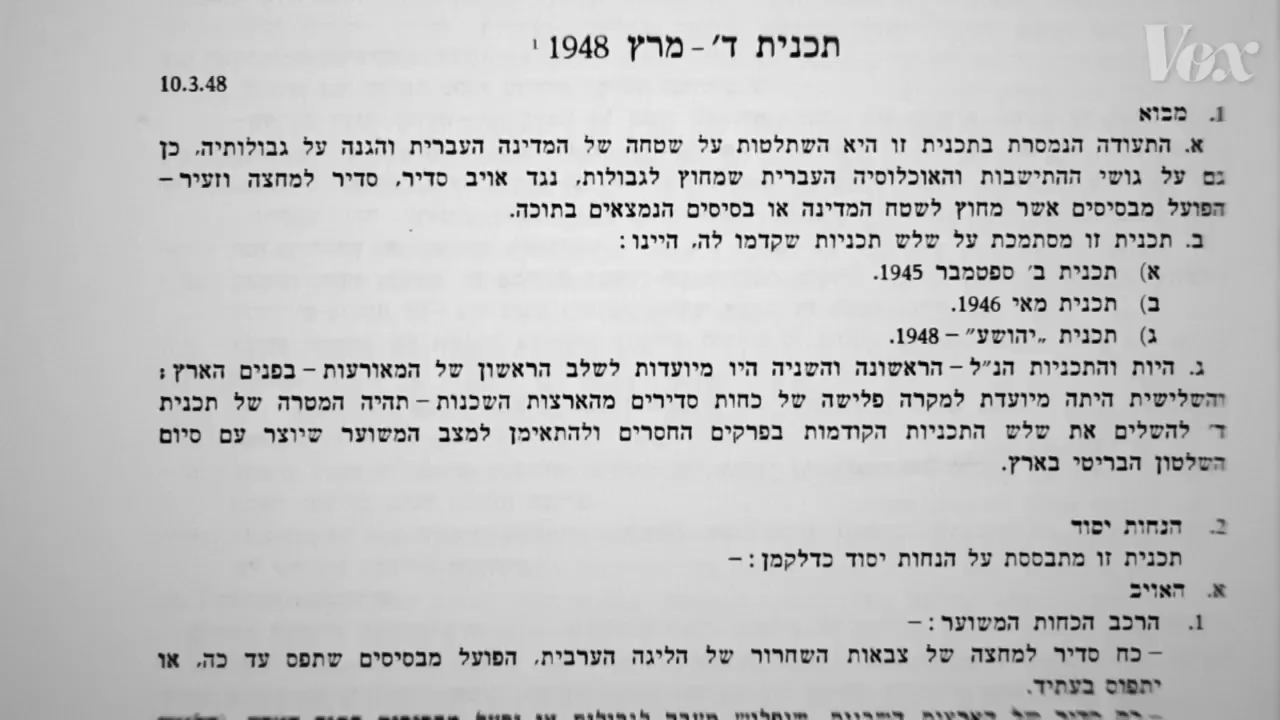 Vox
תכנית ד׳ – מרץ 1948 ¹
10.3.48
1. מבוא
א. התעודה הנמסרת בתכנית זו היא השתלטות על שטחה של המדינה העברית והגנה על גבולותיה, כן
גם על גושי ההתישבות והאוכלוסיה העברית שמחוץ לגבולות, נגד אויב סדיר, סדיר למחצה וזעיר –
הפועל מבסיסים אשר מחוץ לשטח המדינה או בסיסים הנמצאים בתוכה.
ב. תכנית זו מסתמכת על שלש תכניות שקדמו לה, היינו:
א) תכנית ב׳ ספטמבר 1945.
ב) תכנית מאי 1946.
ג) תכנית „יהושע״ – 1948.
ג. היות והתכניות הנ״ל – הראשונה והשניה היו מיועדות לשלב הראשון של המאורעות – בפנים הארץ;
והשלישית היתה מיועדת למקרה פלישה של כחות סדירים מהארצות השכנות – תהיה המטרה של תכנית
ד׳ להשלים את שלש התכניות הקודמות בפרקים החסרים ולהתאימן למצב המשוער שיוצר עם סיום
השלטון הבריטי בארץ.
2. הנחות יסוד
תכנית זו מתבססת על הנחות יסוד כדלקמן: –
א. האויב
1. הרכב הכחות המשוער: –
– כח סדיר למחצה של צבאות השחרור של הליגה הערבית, הפועל מבסיסים שתפס עד כה, או
יתפוס בעתיד.